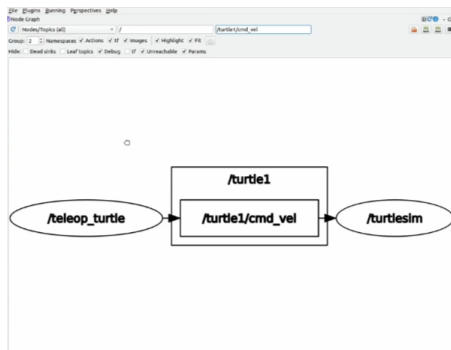 File Plugins Running Perspectives Help
Node Graph
Nodes/Topics (all) / /turtle1/cmd_vel
Group: 2 Namespaces Actions tf Images Highlight Fit
Hide: Dead sinks Leaf topics Debug tf Unreachable Params
/turtle1
/teleop_turtle /turtle1/cmd_vel /turtlesim